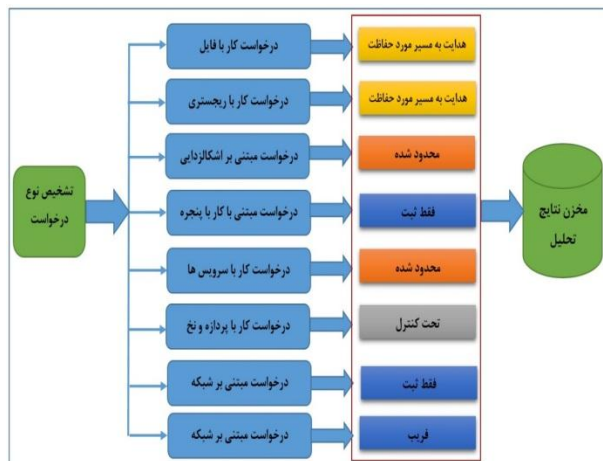 درخواست کار با فایل
هدایت به مسیر مورد حفاظت
درخواست کار با ریجستری
هدایت به مسیر مورد حفاظت
درخواست مبتنی بر اشکالزدایی
محدود شده
تشخیص نوع
درخواست
درخواست مبتنی با کار با پنجره
فقط ثبت
مخزن نتایج
تحلیل
درخواست کار با سرویس ها
محدود شده
درخواست کار با پردازه و نخ
تحت کنترل
درخواست مبتنی بر شبکه
فقط ثبت
درخواست مبتنی بر شبکه
فریب